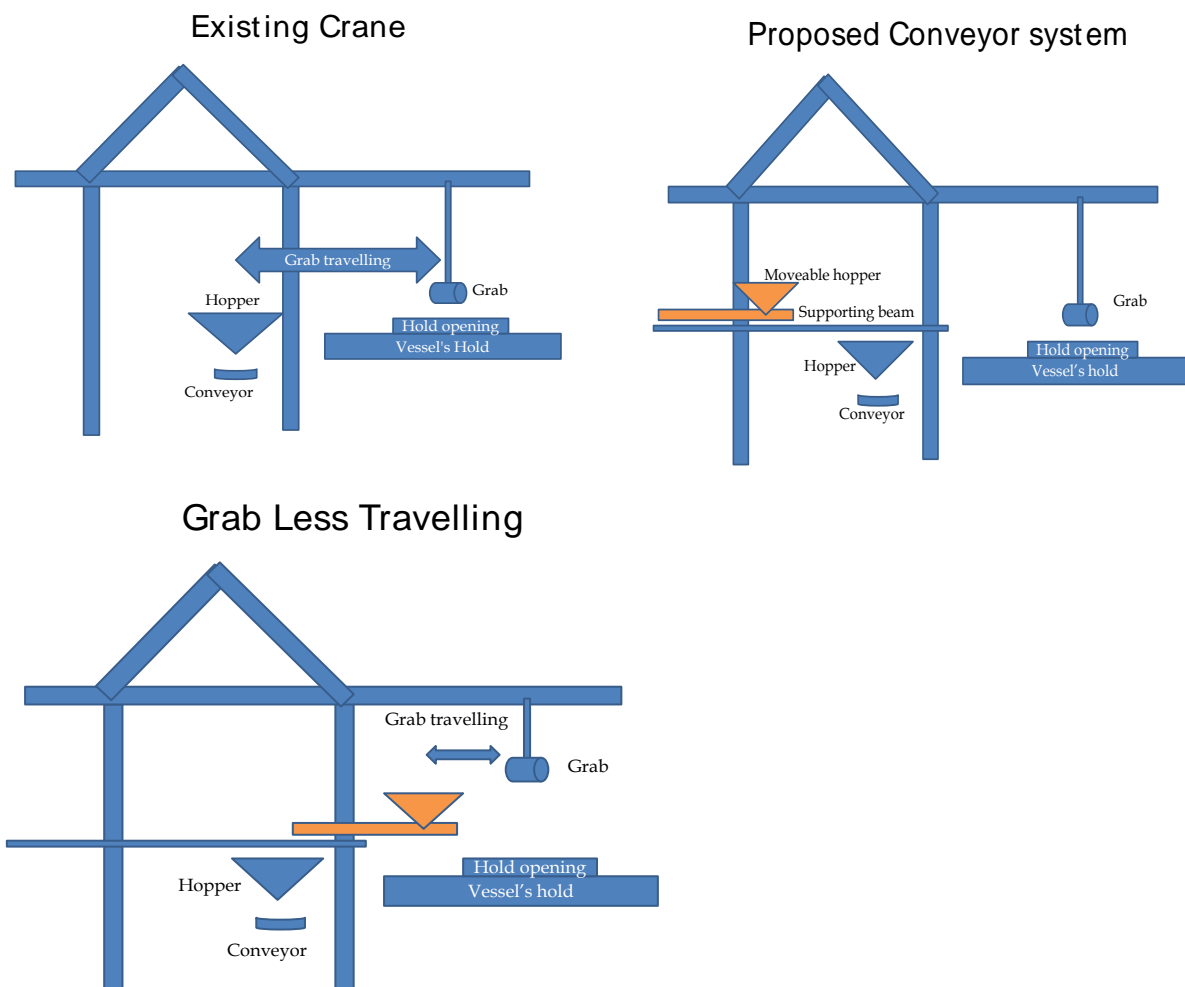 Existing Crane
Grab travelling
Hopper
Grab
Hold opening
Vessel's Hold
Conveyor
Proposed Conveyor system
Moveable hopper
Supporting beam
Grab
Hopper
Hold opening
Vessel’s hold
Conveyor
Grab Less Travelling
Grab travelling
Grab
Hopper
Hold opening
Vessel’s hold
Conveyor